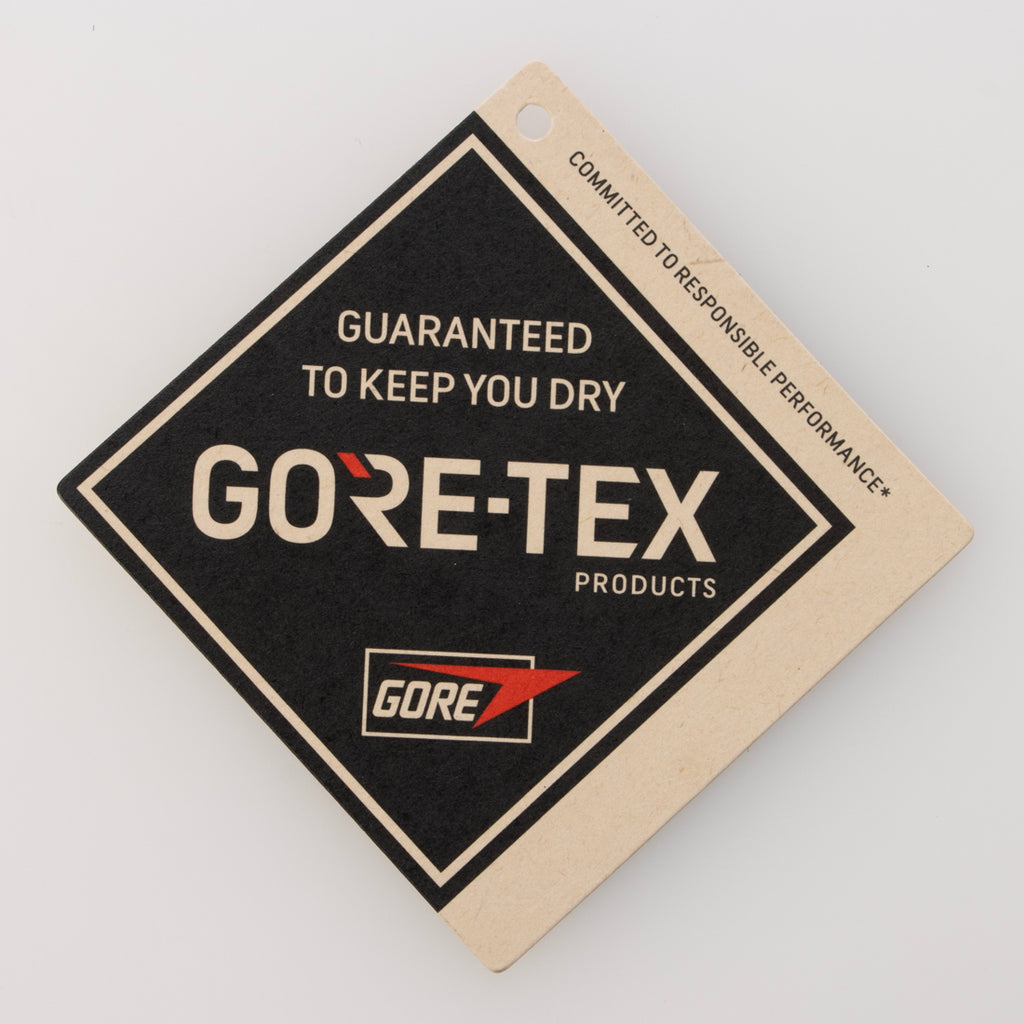 COMMITTED TO RESPONSIBLE PERFORMANCE*
GUARANTEED
TO KEEP YOU DRY
GORE-TEX
PRODUCTS
GORE